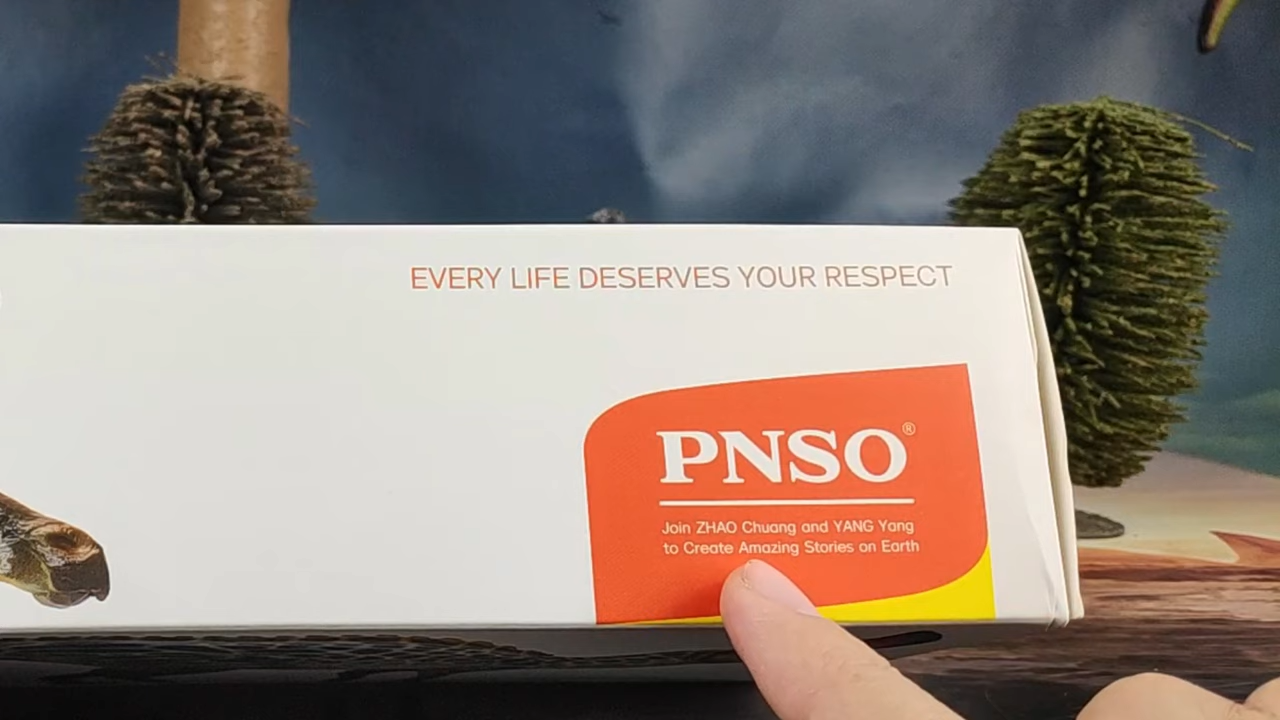 EVERY LIFE DESERVES YOUR RESPECT
PNSO®
Join ZHAO Chuang and YANG Yang
to Create Amazing Stories on Earth